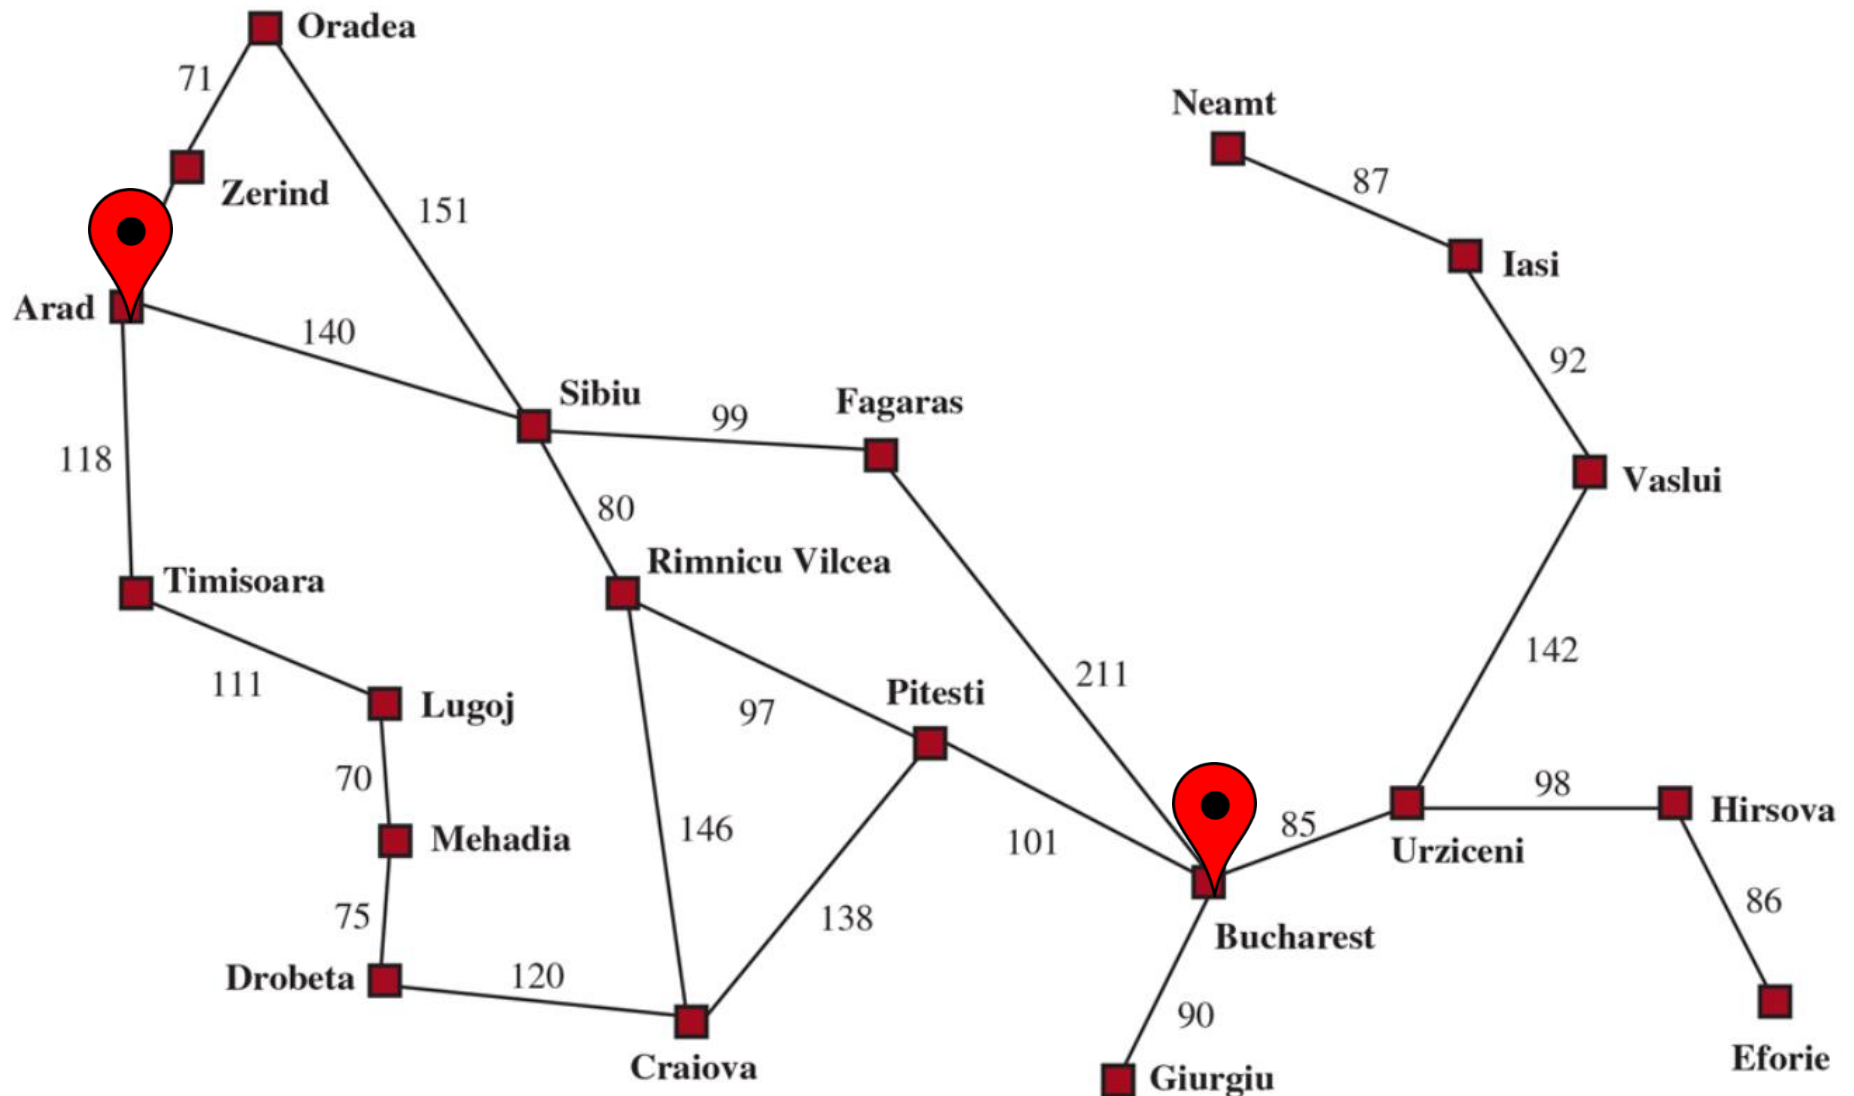 Oradea
71
Neamt
87
Zerind
151
Iasi
Arad
140
92
Sibiu
Fagaras
99
118
Vaslui
80
Rimnicu Vilcea
Timisoara
142
211
111
Pitesti
Lugoj
97
70
98
Hirsova
146
85
Mehadia
101
Urziceni
86
75
138
Bucharest
Drobeta
120
90
Eforie
Craiova
Giurgiu